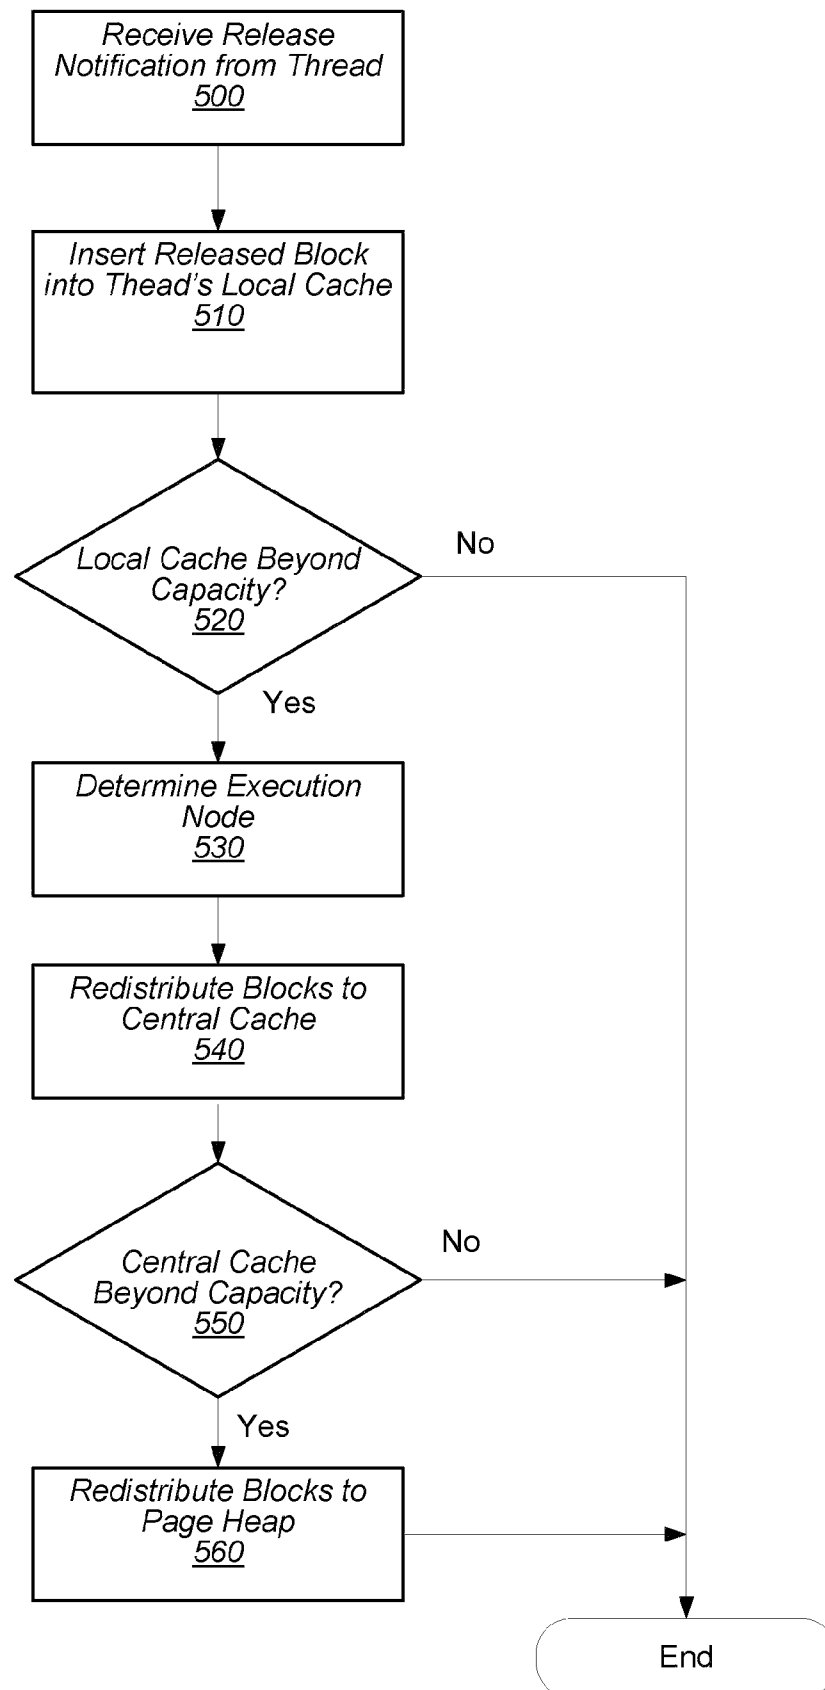 Receive Release
Notification from Thread
500
Insert Released Block
into Thead's Local Cache
510
Local Cache Beyond
Capacity?
520
No
Yes
Determine Execution
Node
530
Redistribute Blocks to
Central Cache
540
Central Cache
Beyond Capacity?
550
No
Yes
Redistribute Blocks to
Page Heap
560
End